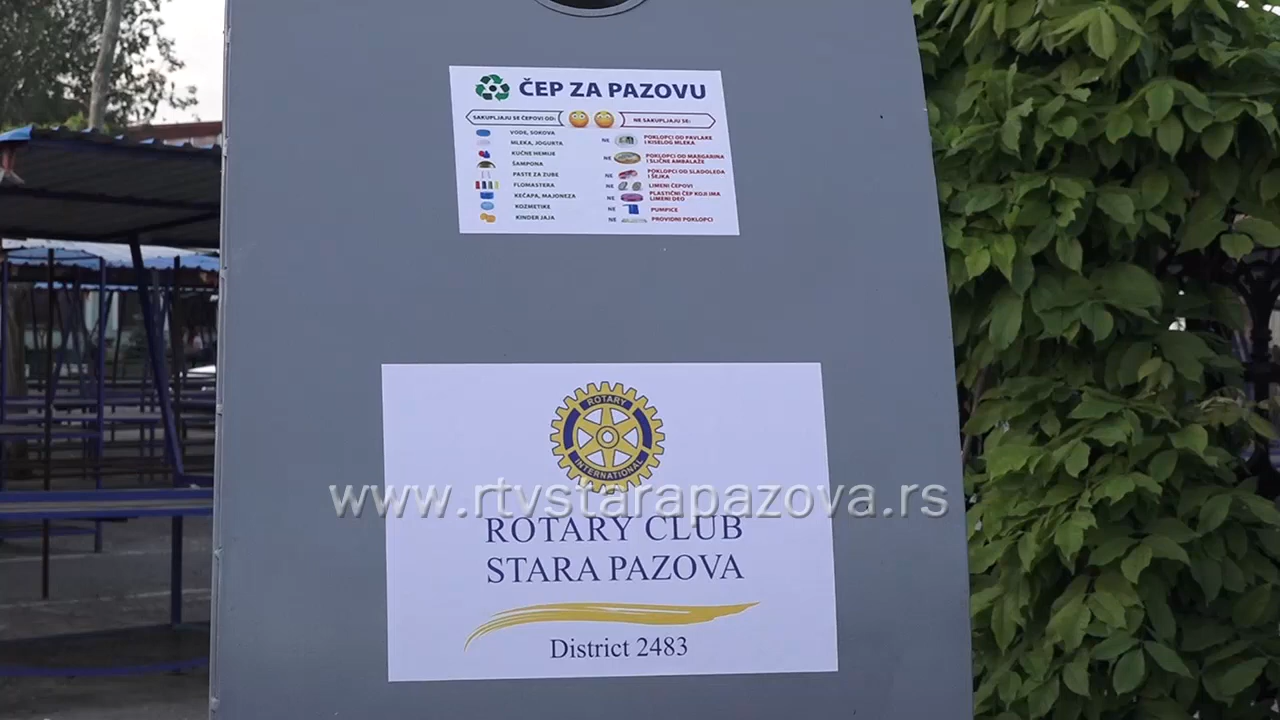 ČEP ZA PAZOVU
SAKUPLJAJU SE ČEPOVI OD:
VODE, SOKOVA
MLEKA, JOGURTA
KUĆNE HEMIJE
ŠAMPONA
PASTE ZA ZUBE
FLOMASTERA
KEČAPA, MAJONEZA
KOZMETIKE
KINDER JAJA
NE SAKUPLJAJU SE:
NE POKLOPCI OD PAVLAKE
I KISELOG MLEKA
NE POKLOPCI OD MARGARINA
I SLIČNE AMBALAŽE
NE POKLOPCI OD SLADOLEDA
I ŠEJKA
NE LIMENI ČEPOVI
NE PLASTIČNI ČEP KOJI IMA
LIMENI DEO
NE PUMPICE
NE PROVIDNI POKLOPCI
ROTARY
INTERNATIONAL
www.rtvstarapazova.rs
ROTARY CLUB
STARA PAZOVA
District 2483